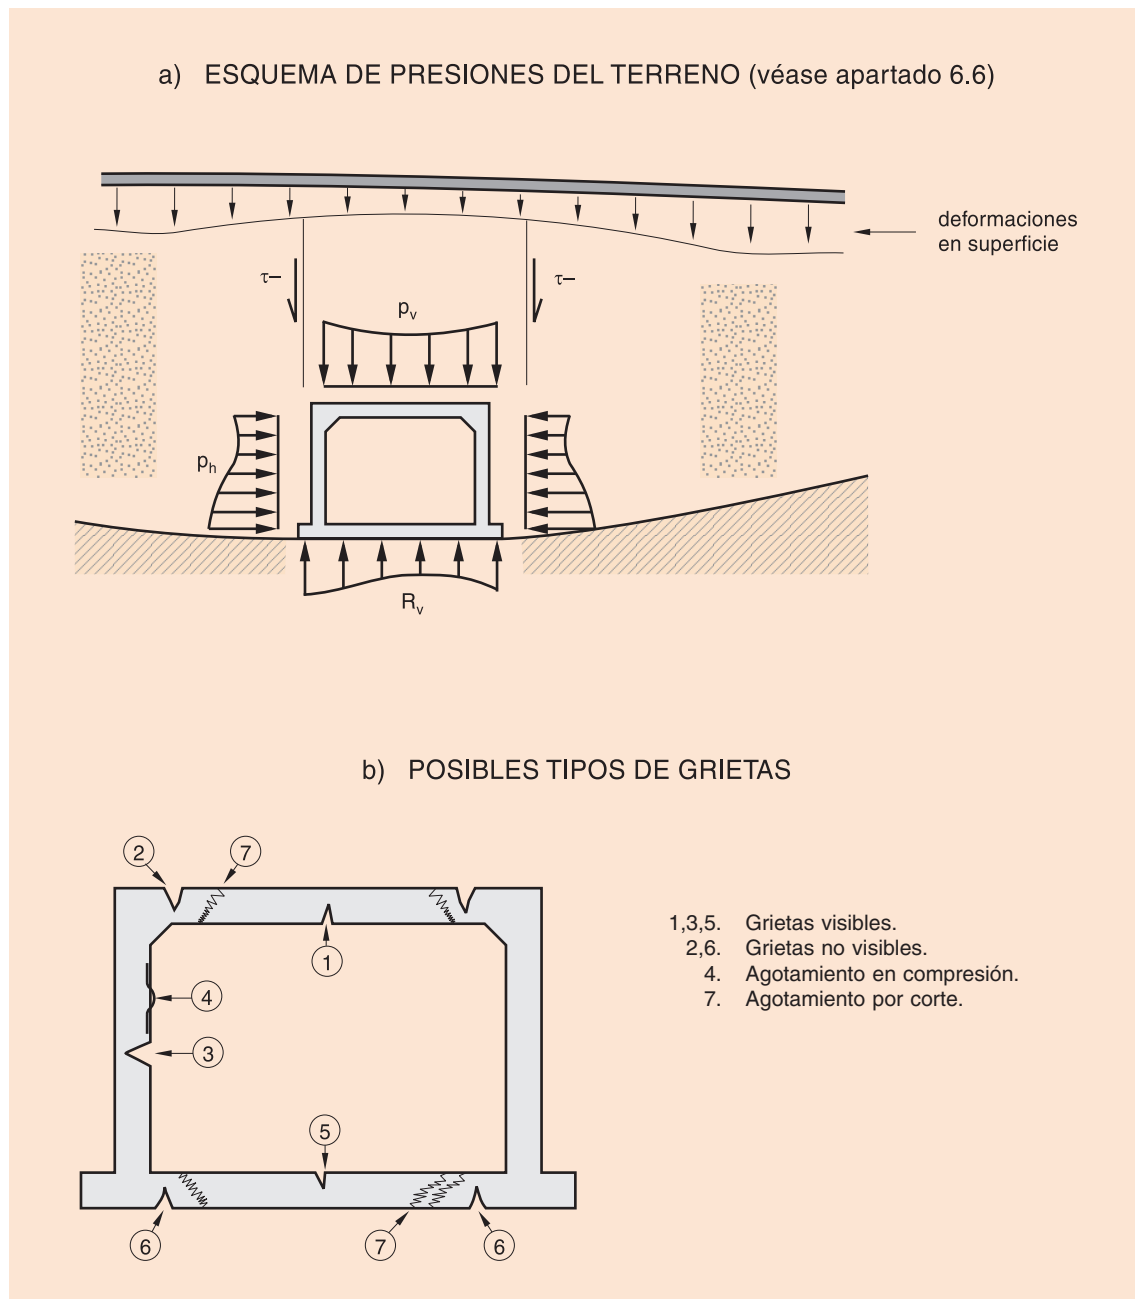 a) ESQUEMA DE PRESIONES DEL TERRENO (véase apartado 6.6)
deformaciones
en superficie
τ–
τ–
pv
ph
Rv
b) POSIBLES TIPOS DE GRIETAS
2
7
1
4
3
5
6
7
6
1,3,5. Grietas visibles.
2,6. Grietas no visibles.
4. Agotamiento en compresión.
7. Agotamiento por corte.